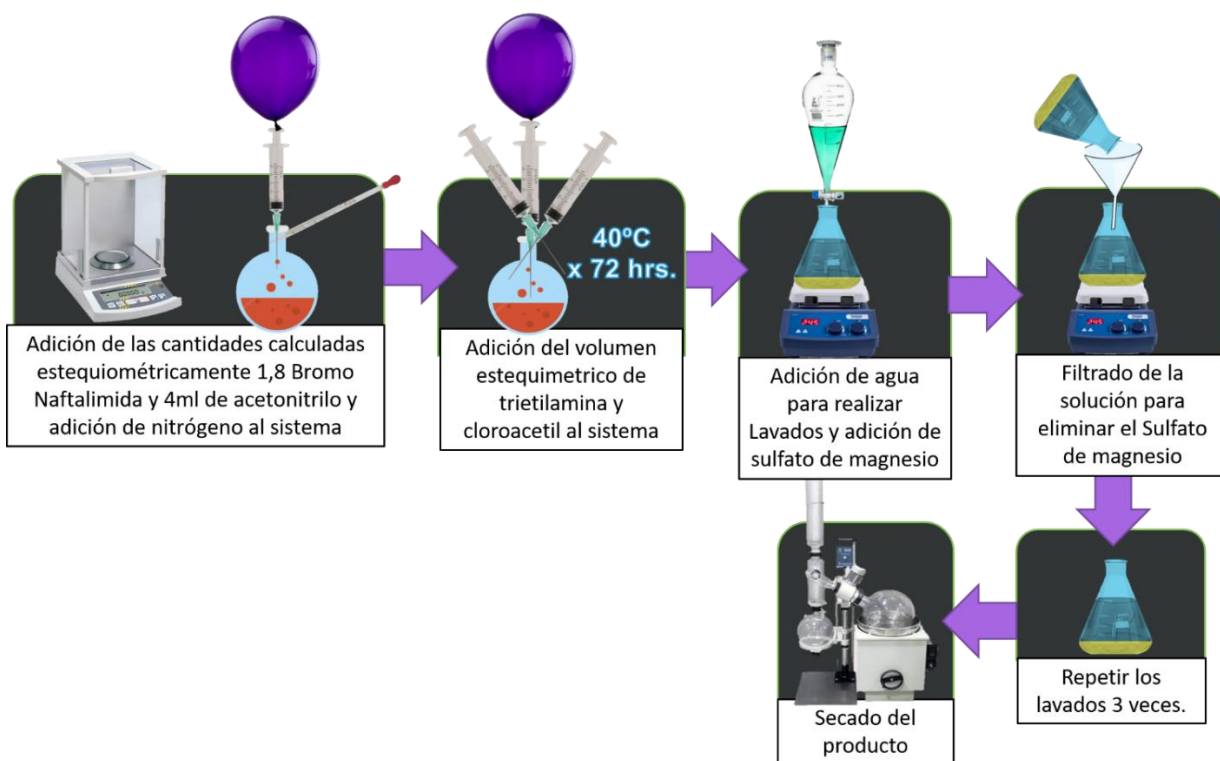 40ºC
x 72 hrs.
Adición de las cantidades calculadas
estequiométricamente 1,8 Bromo
Naftalimida y 4ml de acetonitrilo y
adición de nitrógeno al sistema
Adición del volumen
estequimetrico de
trietilamina y
cloroacetil al sistema
Adición de agua
para realizar
Lavados y adición de
sulfato de magnesio
Filtrado de la
solución para
eliminar el Sulfato
de magnesio
Repetir los
lavados 3 veces.
Secado del
producto